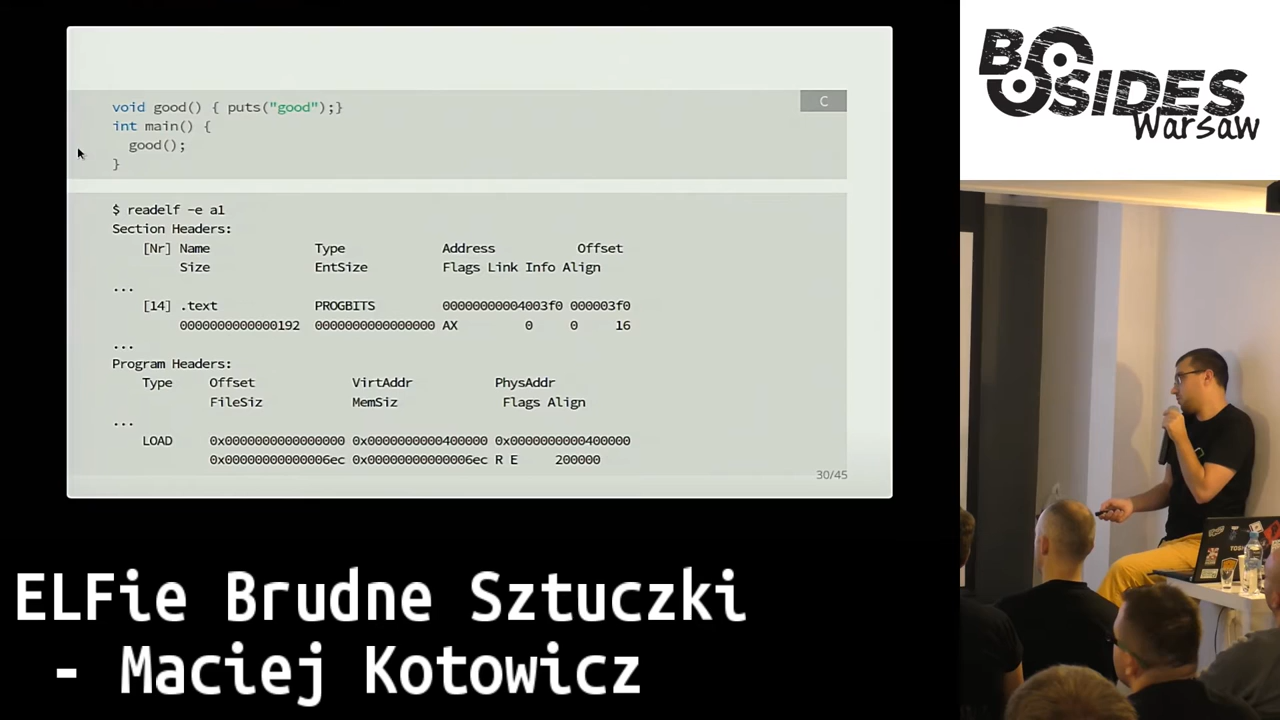 void good() { puts("good");}
C
int main() {
good();
}
$ readelf -e a1
Section Headers:
[Nr] Name Type Address Offset
Size EntSize Flags Link Info Align
...
[14] .text PROGBITS 00000000004003f0 000003f0
0000000000000192 0000000000000000 AX 0 0 16
...
Program Headers:
Type Offset VirtAddr PhysAddr
FileSiz MemSiz Flags Align
...
LOAD 0x0000000000000000 0x0000000000400000 0x0000000000400000
0x00000000000006ec 0x00000000000006ec R E 200000
30/45
ELFie Brudne Sztuczki
- Maciej Kotowicz
BSIDES
Warsaw